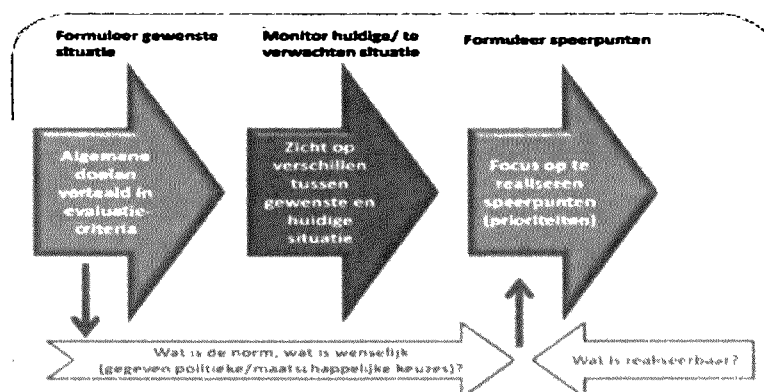 Formuleer gewenste
situatie
Monitor huidige/ te
verwachten situatie
Formuleer speerpunten
Algemene
doelen
vertaald in
evaluatie-
criteria
Zicht op
verschillen
tussen
gewenste en
huidige
situatie
Focus op te
realiseren
speerpunten
(prioriteiten)
Wat is de norm, wat is wenselijk
(gegeven politieke/maatschappelijke keuzes)?
Wat is realiseerbaar?